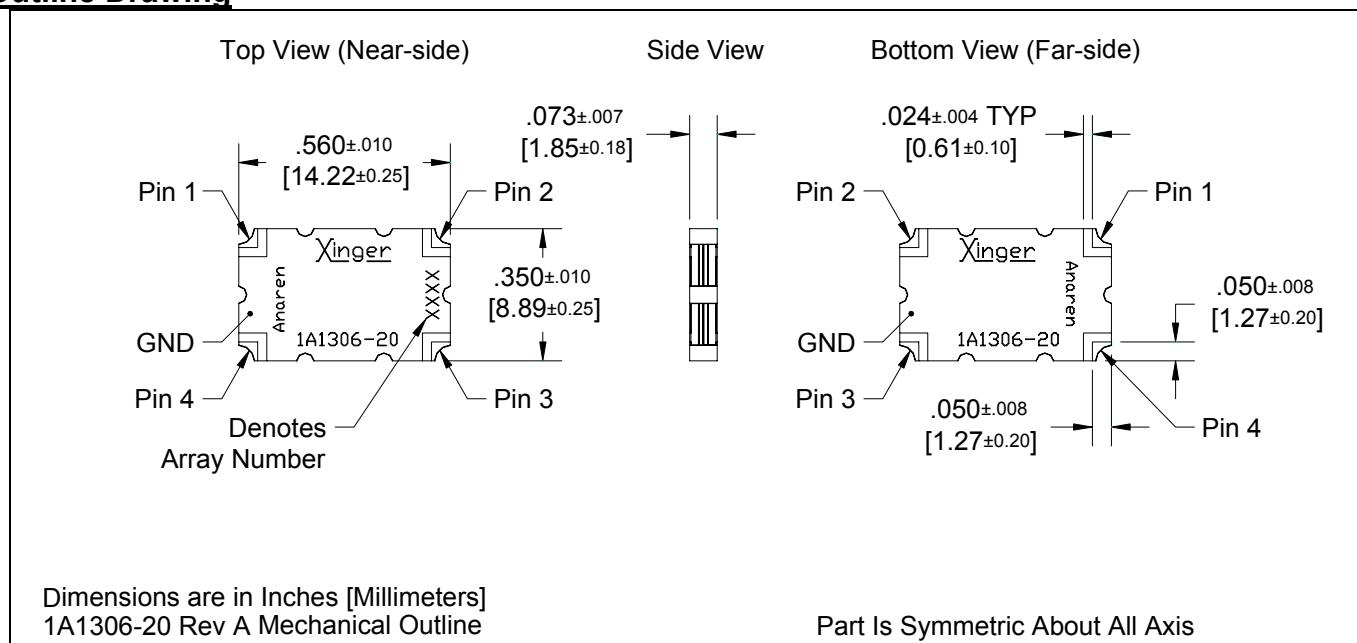 Outline Drawing
Top View (Near-side)
Side View
Bottom View (Far-side)
.560±.010
[14.22±0.25]
.073±.007
[1.85±0.18]
.024±.004 TYP
[0.61±0.10]
Pin 1
Pin 2
Pin 2
Pin 1
Xinger
Anaren
XXXX
1A1306-20
.350±.010
[8.89±0.25]
Xinger
Anaren
1A1306-20
.050±.008
[1.27±0.20]
GND
GND
Pin 4
Pin 3
Pin 3
Pin 4
.050±.008
[1.27±0.20]
Denotes
Array Number
Dimensions are in Inches [Millimeters]
1A1306-20 Rev A Mechanical Outline
Part Is Symmetric About All Axis